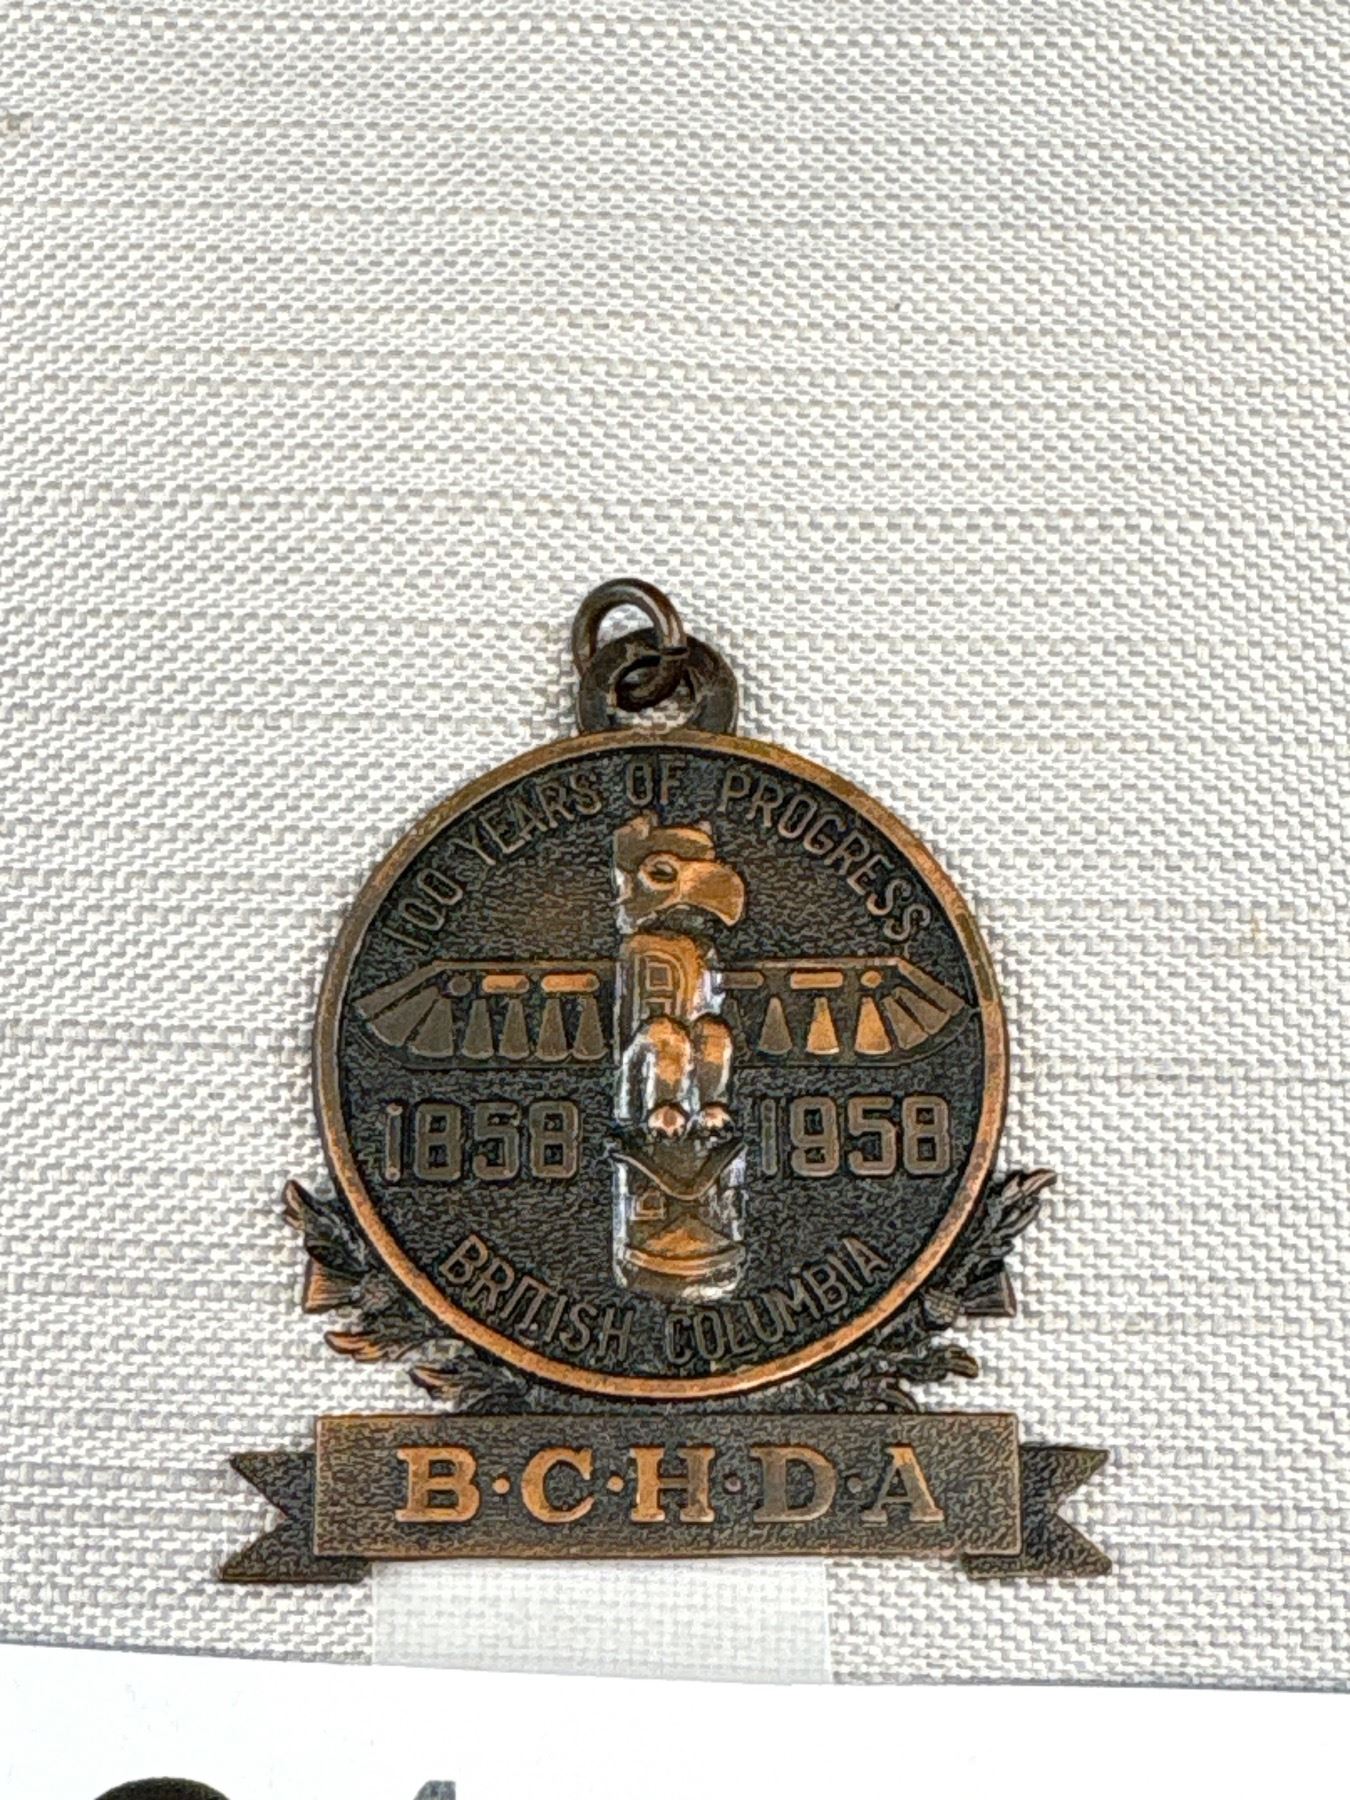 100 YEARS OF PROGRESS
1858 1958
BRITISH COLUMBIA
B·C·H·D·A